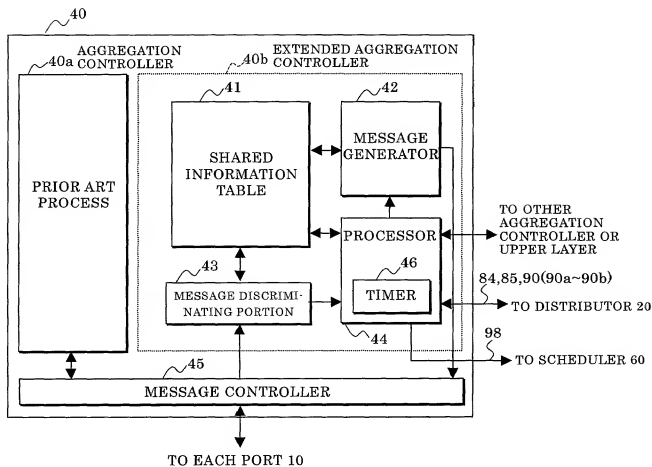 40
40a AGGREGATION
CONTROLLER
40b EXTENDED AGGREGATION
CONTROLLER
41
42
SHARED
INFORMATION
TABLE
MESSAGE
GENERATOR
PRIOR ART
PROCESS
PROCESSOR
46
TIMER
TO OTHER
AGGREGATION
CONTROLLER OR
UPPER LAYER
43
MESSAGE DISCRIMI-
NATING PORTION
84,85,90(90a~90b)
TO DISTRIBUTOR 20
44
98
TO SCHEDULER 60
45
MESSAGE CONTROLLER
TO EACH PORT 10